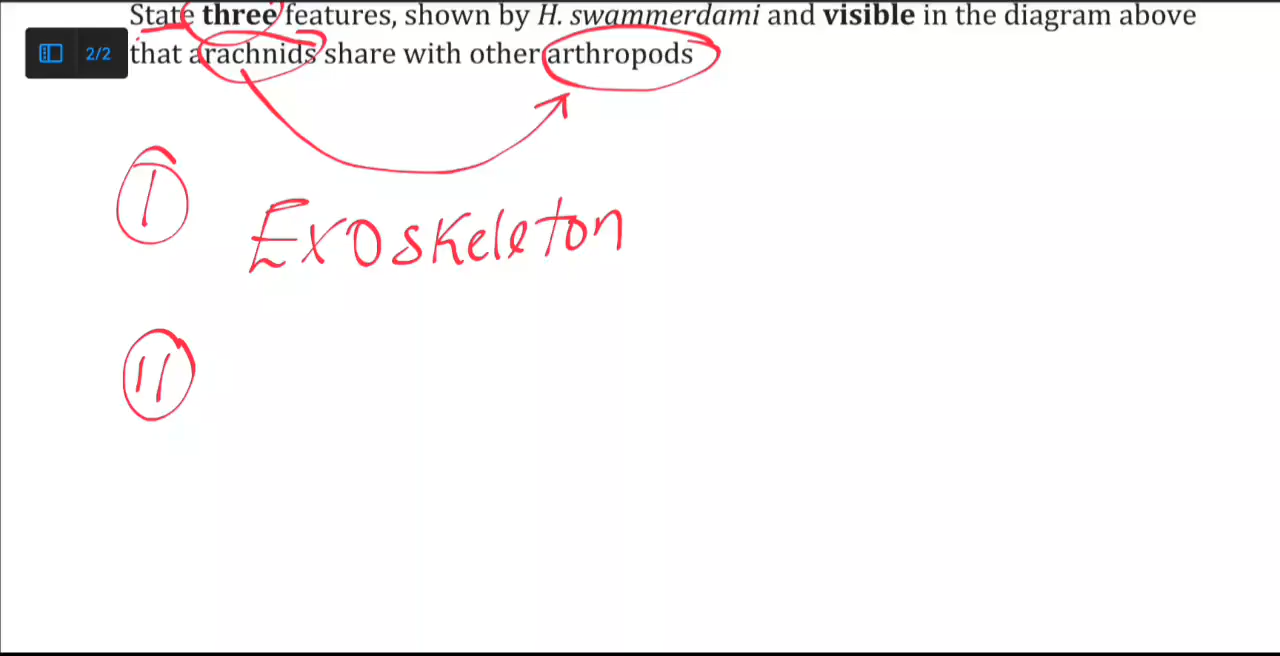 State three features, shown by H. swammerdami and visible in the diagram above
2/2
that arachnids share with other arthropods
I
Exoskeleton
II